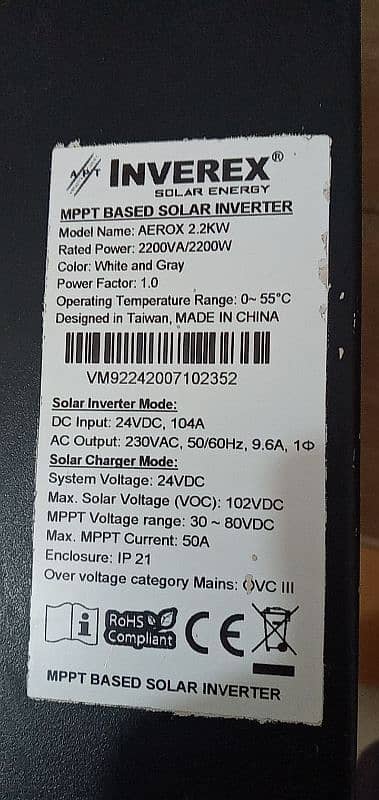 INVEREX®
SOLAR ENERGY
MPPT BASED SOLAR INVERTER
Model Name: AEROX 2.2KW
Rated Power: 2200VA/2200W
Color: White and Gray
Power Factor: 1.0
Operating Temperature Range: 0~ 55°C
Designed in Taiwan, MADE IN CHINA
VM92242007102352
Solar Inverter Mode:
DC Input: 24VDC, 104A
AC Output: 230VAC, 50/60Hz, 9.6A, 1Φ
Solar Charger Mode:
System Voltage: 24VDC
Max. Solar Voltage (VOC): 102VDC
MPPT Voltage range: 30 ~ 80VDC
Max. MPPT Current: 50A
Enclosure: IP 21
Over voltage category Mains: OVC III
i
RoHS
Compliant
CE
MPPT BASED SOLAR INVERTER